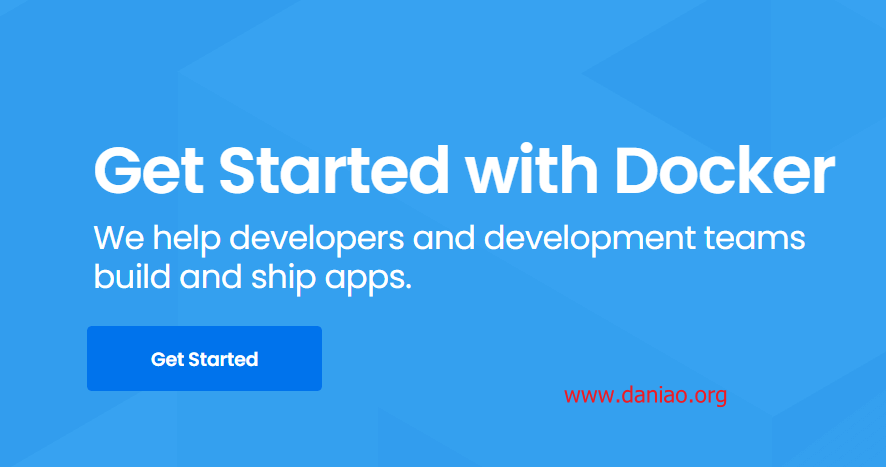 Get Started with Docker
We help developers and development teams
build and ship apps.
Get Started
www.daniao.org